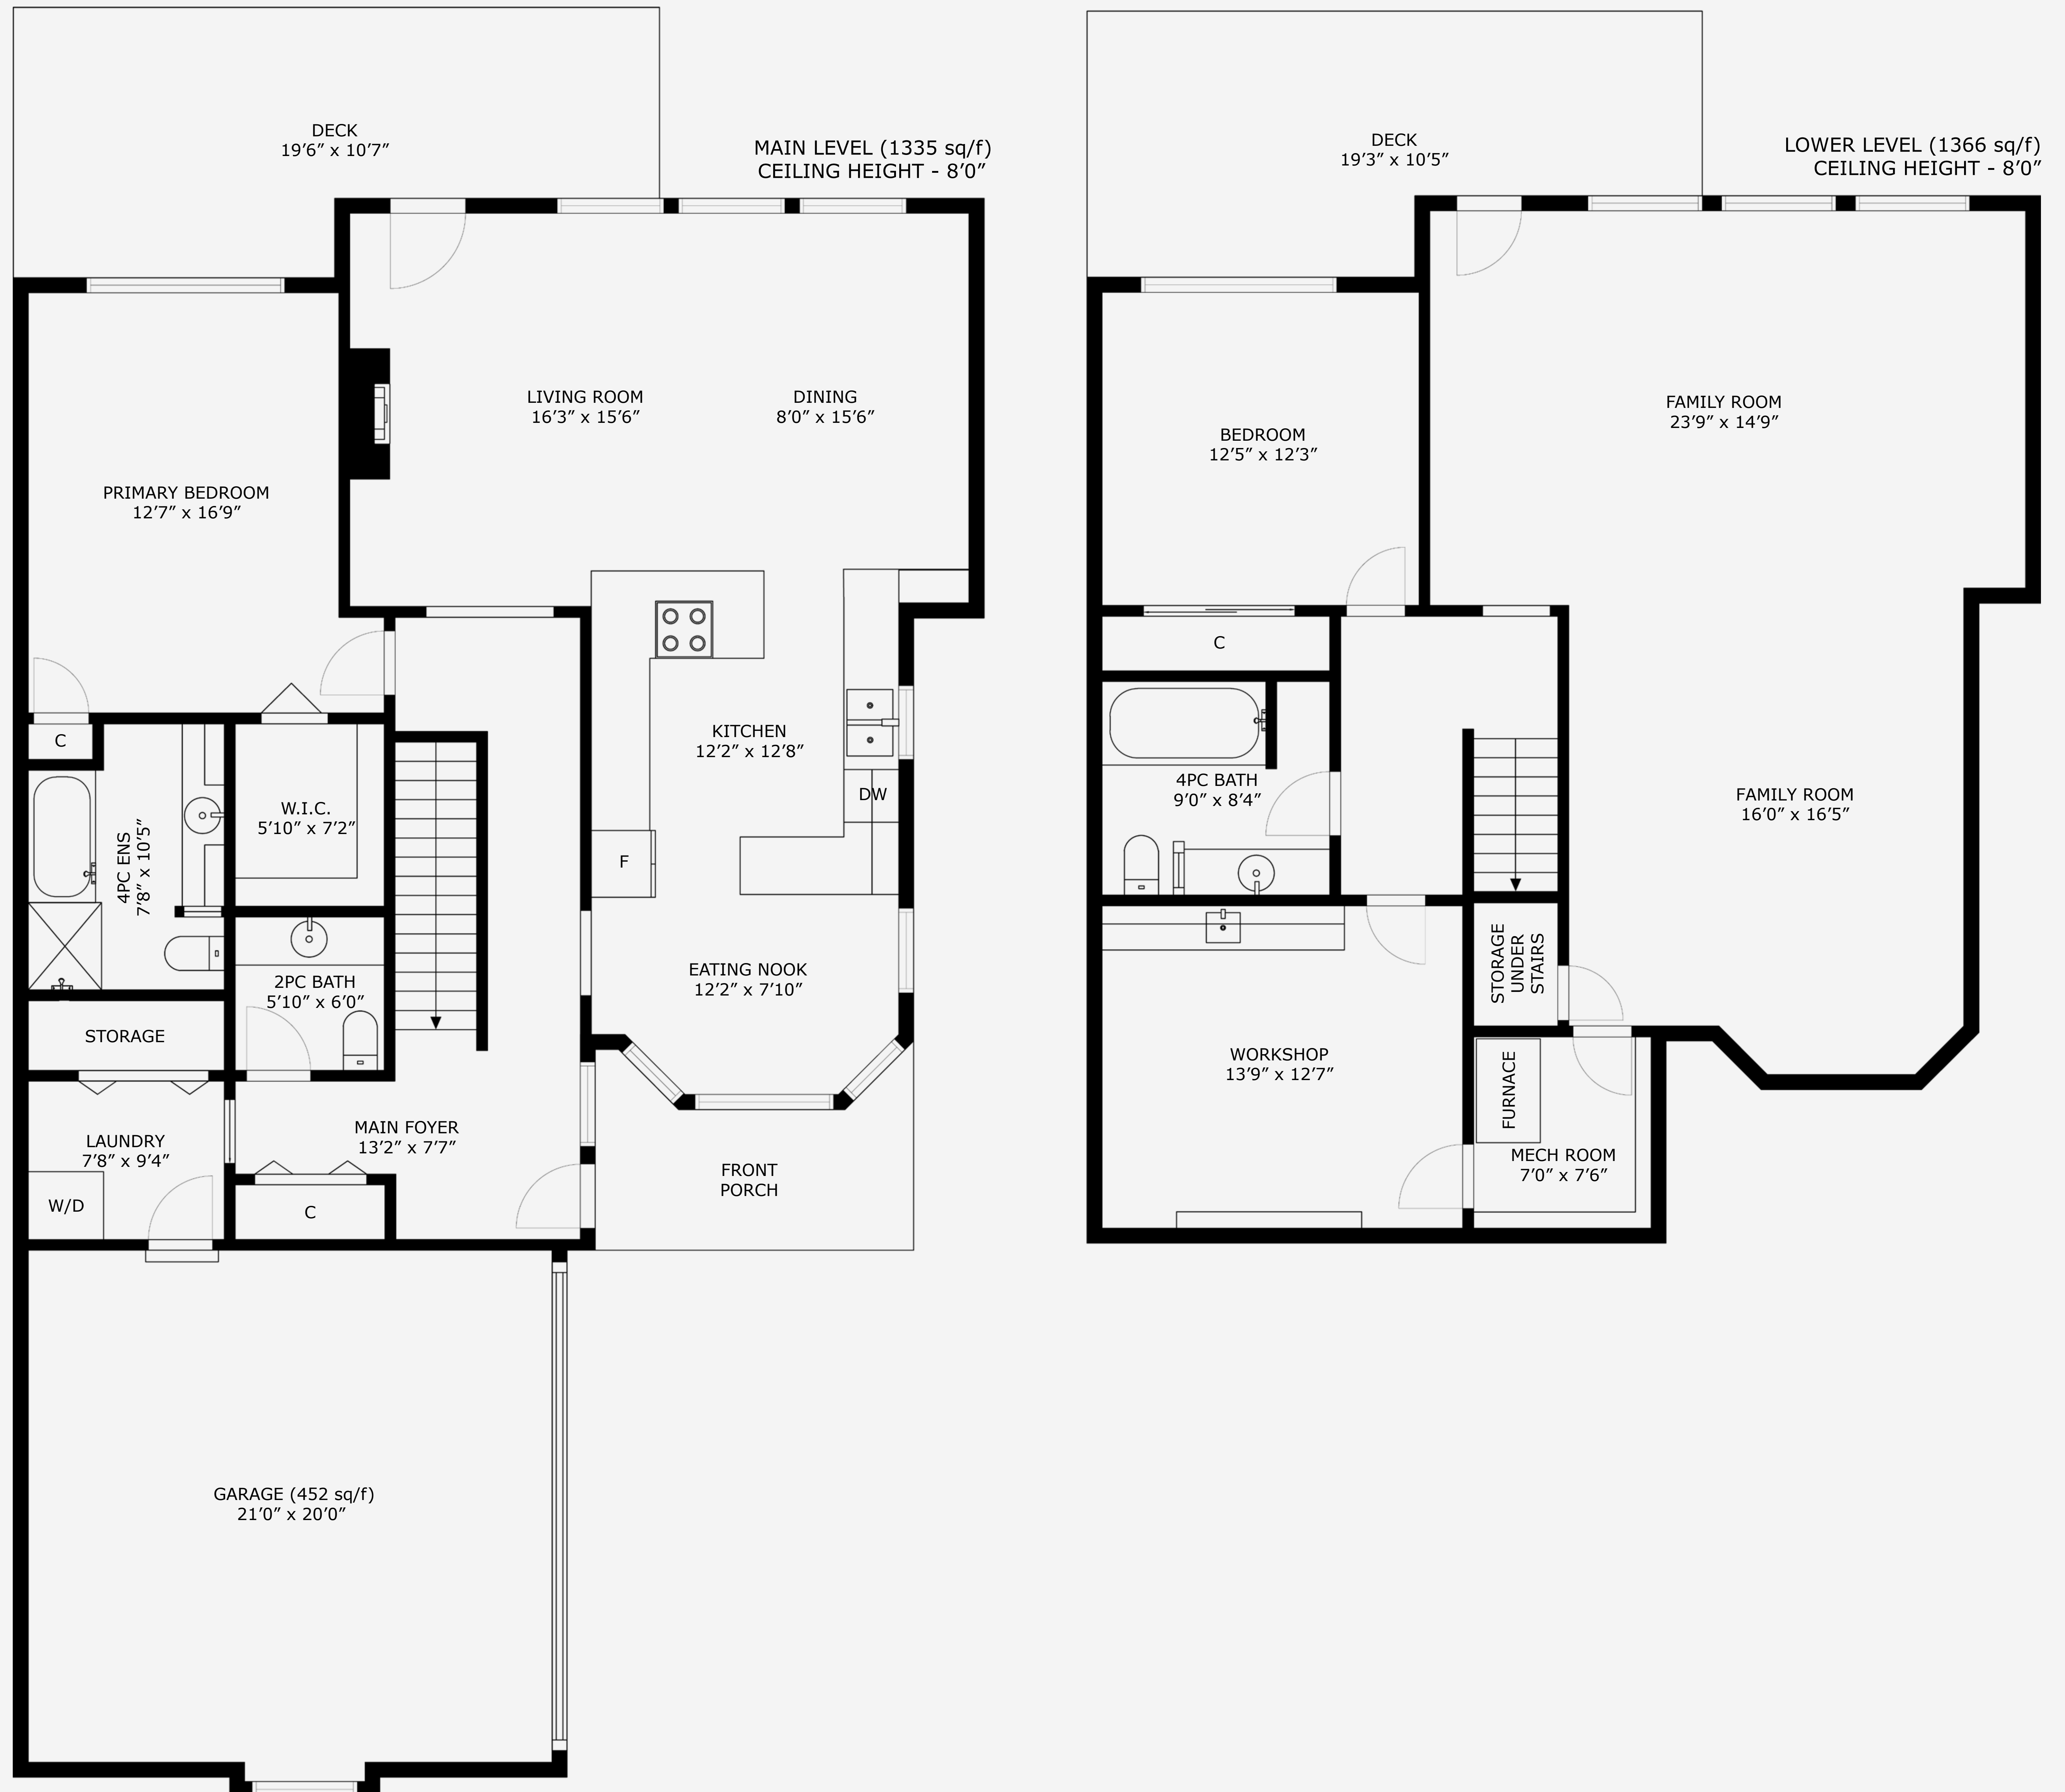 DECK
19’6” x 10’7”
MAIN LEVEL (1335 sq/f)
CEILING HEIGHT - 8’0”
LIVING ROOM
16’3” x 15’6”
DINING
8’0” x 15’6”
PRIMARY BEDROOM
12’7” x 16’9”
C
KITCHEN
12’2” x 12’8”
DW
W.I.C.
5’10” x 7’2”
4PC ENS
7’8” x 10’5”
F
EATING NOOK
12’2” x 7’10”
2PC BATH
5’10” x 6’0”
STORAGE
MAIN FOYER
13’2” x 7’7”
LAUNDRY
7’8” x 9’4”
W/D
C
FRONT
PORCH
GARAGE (452 sq/f)
21’0” x 20’0”
DECK
19’3” x 10’5”
LOWER LEVEL (1366 sq/f)
CEILING HEIGHT - 8’0”
FAMILY ROOM
23’9” x 14’9”
BEDROOM
12’5” x 12’3”
C
4PC BATH
9’0” x 8’4”
FAMILY ROOM
16’0” x 16’5”
STORAGE
UNDER
STAIRS
WORKSHOP
13’9” x 12’7”
FURNACE
MECH ROOM
7’0” x 7’6”